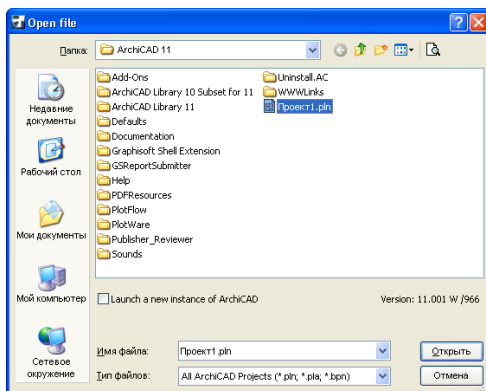 Open file
Папка: ArchiCAD 11
Add-Ons
ArchiCAD Library 10 Subset for 11
ArchiCAD Library 11
Defaults
Documentation
Graphisoft Shell Extension
GSReportSubmitter
Help
PDFResources
PlotFlow
PlotWare
Publisher_Reviewer
Sounds
Uninstall.AC
WWWLinks
Проект1.pln
Недавние
документы
Рабочий стол
Мои документы
Мой компьютер
Сетевое
окружение
Launch a new instance of ArchiCAD Version: 11.001 W /966
Имя файла: Проект1.pln Открыть
Тип файлов: All ArchiCAD Projects (*.pln; *.pla; *.bpn) Отмена